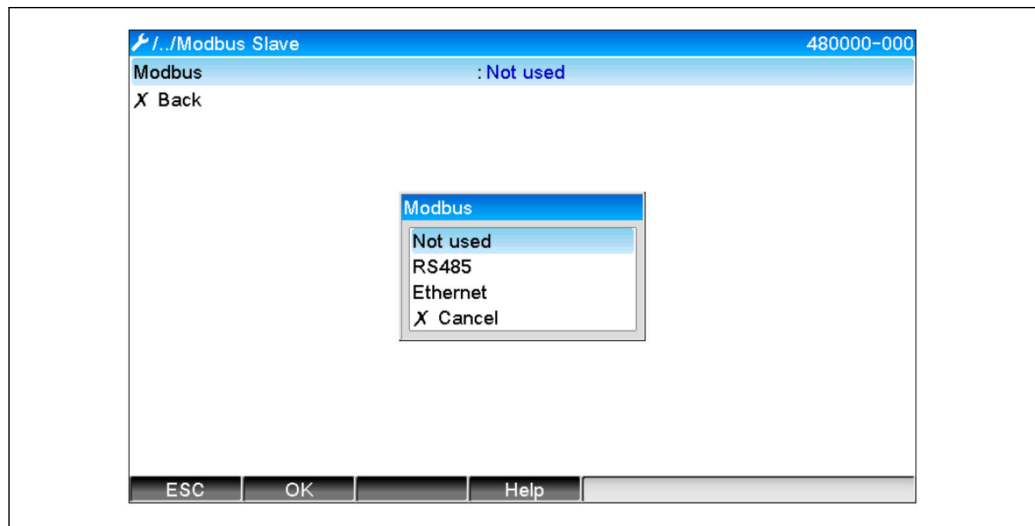 /../Modbus Slave 480000-000
Modbus : Not used
X Back
Modbus
Not used
RS485
Ethernet
X Cancel
ESC OK Help